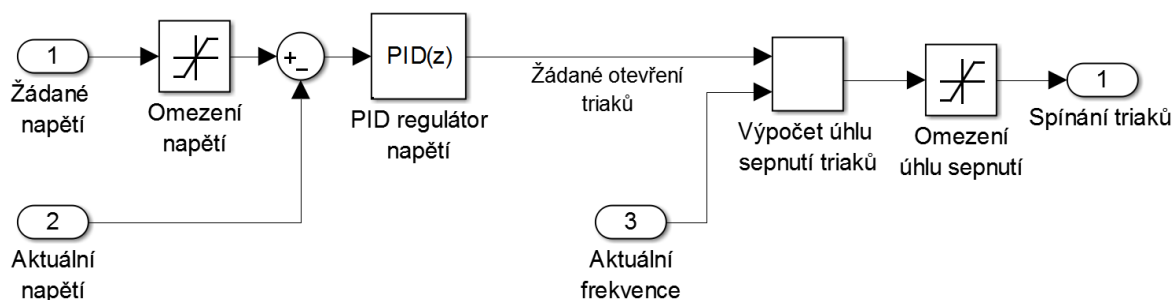 1
Žádané
napětí
Omezení
napětí
+
−
PID(z)
PID regulátor
napětí
Žádané otevření
triaků
Výpočet úhlu
sepnutí triaků
Omezení
úhlu sepnutí
1
Spínání triaků
2
Aktuální
napětí
3
Aktuální
frekvence